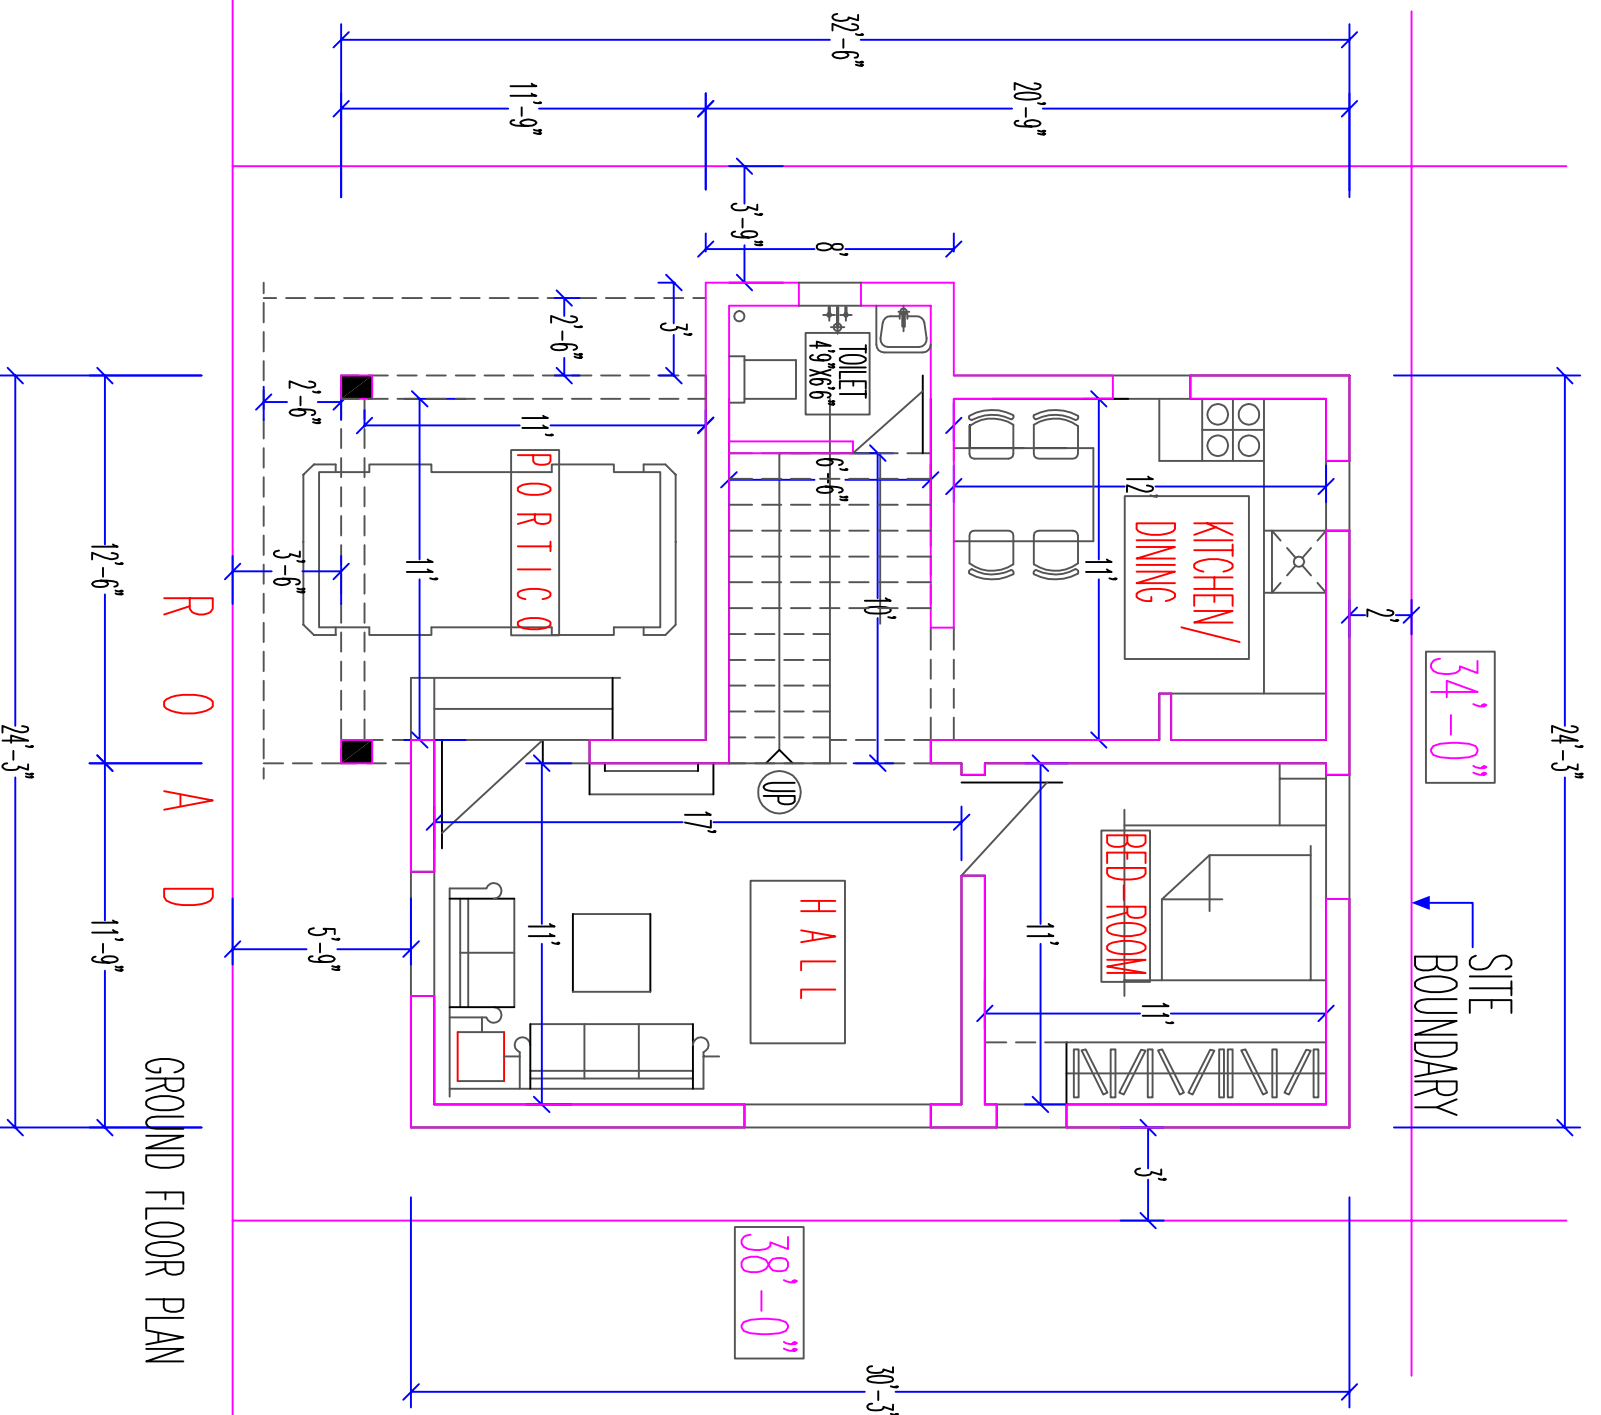 32'-6"
11'-9"
20'-9"
3'-9"
8'
3'
2'-6"
2'-6"
TOILET
4'9"X6'6"
11'
11'
PORTICO
3'-6"
6'-6"
10'
12'
11'
KITCHEN/
DINING
2'
34'-0"
24'-3"
12'-6"
11'-9"
24'-3"
ROAD
UP
17'
11'
HALL
BED-ROOM
11'
11'
5'-9"
SITE
BOUNDARY
3'
38'-0"
30'-3"
GROUND FLOOR PLAN